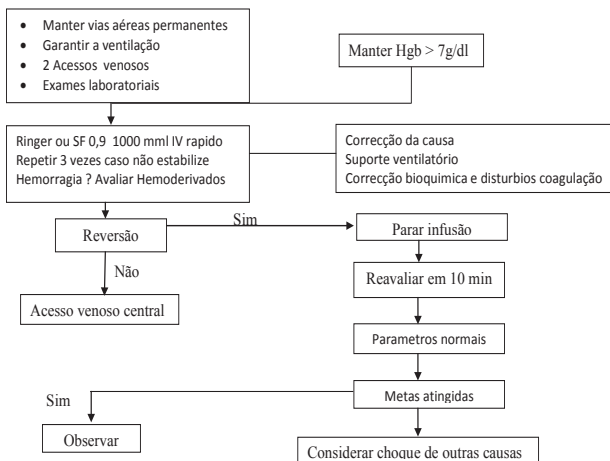 • Manter vias aéreas permanentes
• Garantir a ventilação
• 2 Acessos venosos
• Exames laboratoriais
Manter Hgb > 7g/dl
Ringer ou SF 0,9 1000 mml IV rapido
Repetir 3 vezes caso não estabilize
Hemorragia ? Avaliar Hemoderivados
Correcção da causa
Suporte ventilatório
Correcção bioquimica e disturbios coagulação
Reversão
Sim
Parar infusão
Não
Reavaliar em 10 min
Acesso venoso central
Parametros normais
Metas atingidas
Sim
Observar
Considerar choque de outras causas